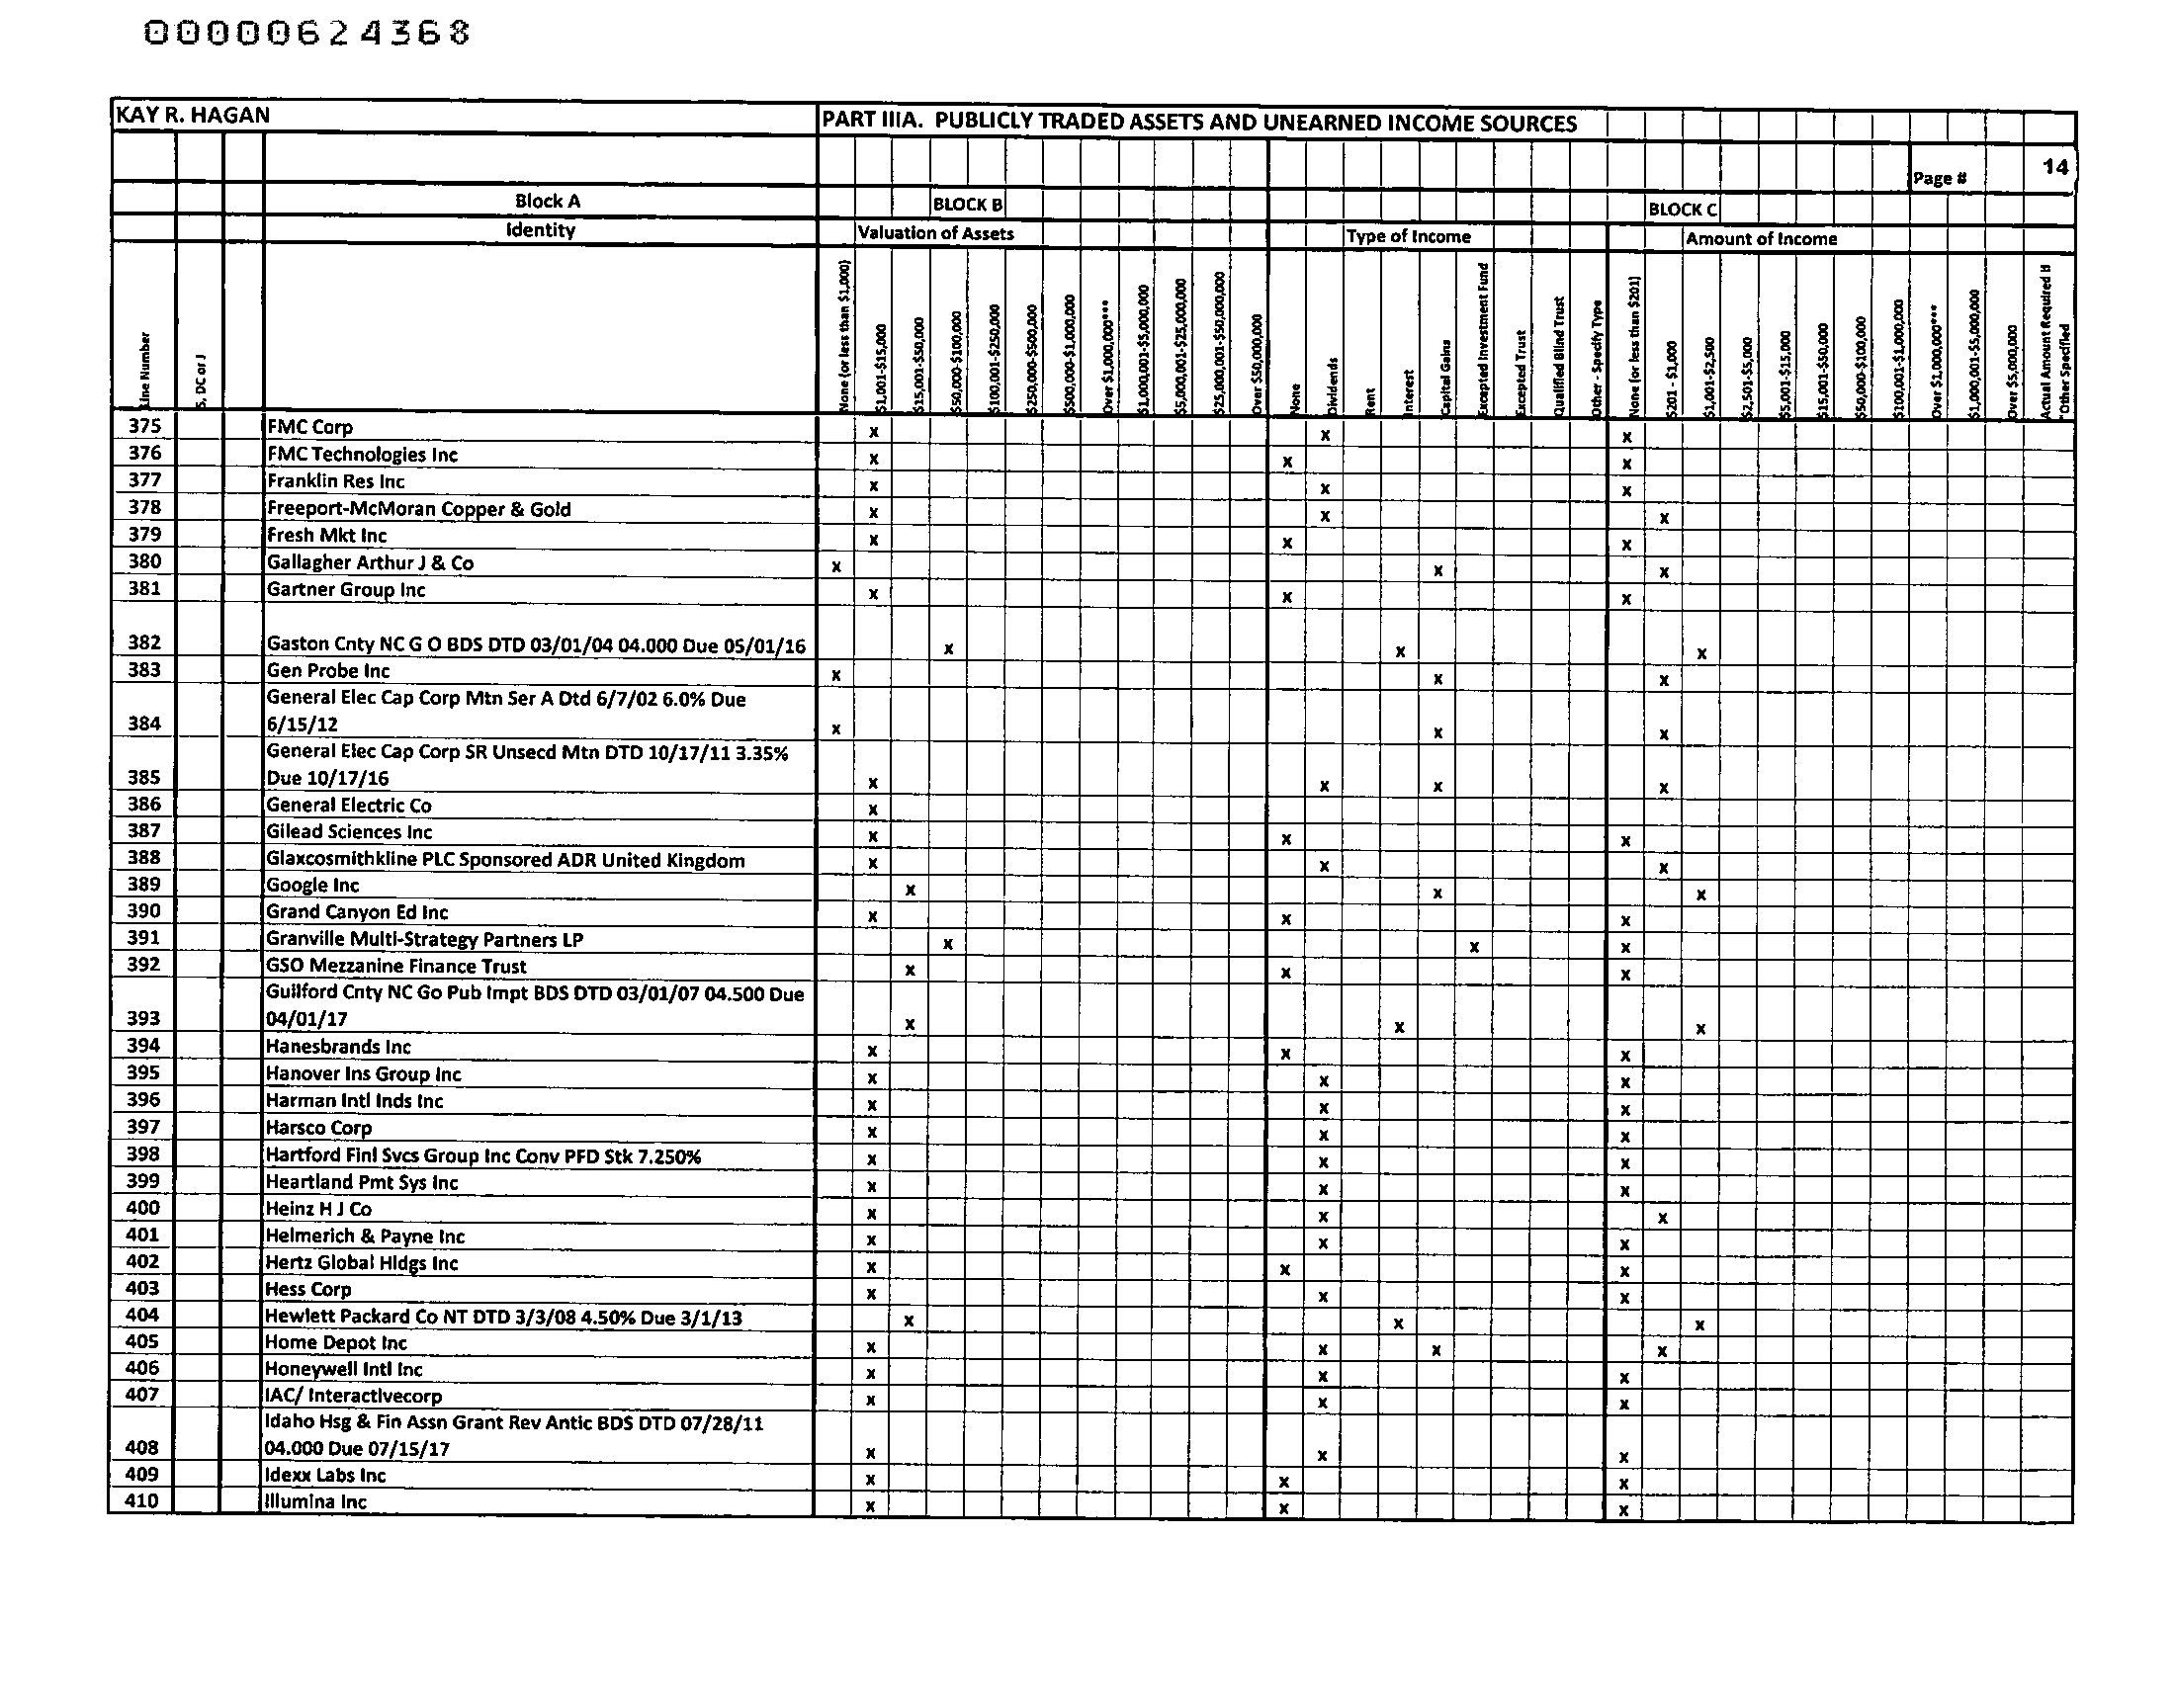 00000624368
KAY R. HAGAN PART IIIA. PUBLICLY TRADED ASSETS AND UNEARNED INCOME SOURCES
Page # 14
Block A BLOCK B BLOCK C
Identity Valuation of Assets Type of Income Amount of Income
Line Number
S, DC or J
None (or less than $1,000)
$1,001-$15,000
$15,001-$50,000
$50,000-$100,000
$100,001-$250,000
$250,000-$500,000
$500,000-$1,000,000
Over $1,000,000***
$1,000,001-$5,000,000
$5,000,001-$25,000,000
$25,000,001-$50,000,000
Over $50,000,000
None
Dividends
Rent
Interest
Capital Gains
Excepted Investment Fund
Excepted Trust
Qualified Blind Trust
Other - Specify Type
None (or less than $201)
$201 - $1,000
$1,001-$2,500
$2,501-$5,000
$5,001-$15,000
$15,001-$50,000
$50,000-$100,000
$100,001-$1,000,000
Over $1,000,000***
$1,000,001-$5,000,000
Over $5,000,000
Actual Amount Required if
"Other Specified
375 FMC Corp x x x
376 FMC Technologies Inc x x x
377 Franklin Res Inc x x x
378 Freeport-McMoran Copper & Gold x x x
379 Fresh Mkt Inc x x x
380 Gallagher Arthur J & Co x x x
381 Gartner Group Inc x x x
382 Gaston Cnty NC G O BDS DTD 03/01/04 04.000 Due 05/01/16 x x x
383 Gen Probe Inc x x x
General Elec Cap Corp Mtn Ser A Dtd 6/7/02 6.0% Due
384 6/15/12 x x x
General Elec Cap Corp SR Unsecd Mtn DTD 10/17/11 3.35%
385 Due 10/17/16 x x x x
386 General Electric Co x
387 Gilead Sciences Inc x x x
388 Glaxcosmithkline PLC Sponsored ADR United Kingdom x x x
389 Google Inc x x x
390 Grand Canyon Ed Inc x x x
391 Granville Multi-Strategy Partners LP x x x
392 GSO Mezzanine Finance Trust x x x
Guilford Cnty NC Go Pub Impt BDS DTD 03/01/07 04.500 Due
393 04/01/17 x x x
394 Hanesbrands Inc x x x
395 Hanover Ins Group Inc x x x
396 Harman Intl Inds Inc x x x
397 Harsco Corp x x x
398 Hartford Finl Svcs Group Inc Conv PFD Stk 7.250% x x x
399 Heartland Pmt Sys Inc x x x
400 Heinz H J Co x x x
401 Helmerich & Payne Inc x x x
402 Hertz Global Hldgs Inc x x x
403 Hess Corp x x x
404 Hewlett Packard Co NT DTD 3/3/08 4.50% Due 3/1/13 x x x
405 Home Depot Inc x x x x
406 Honeywell Intl Inc x x x
407 IAC/ Interactivecorp x x x
Idaho Hsg & Fin Assn Grant Rev Antic BDS DTD 07/28/11
408 04.000 Due 07/15/17 x x x
409 Idexx Labs Inc x x x
410 Illumina Inc x x x